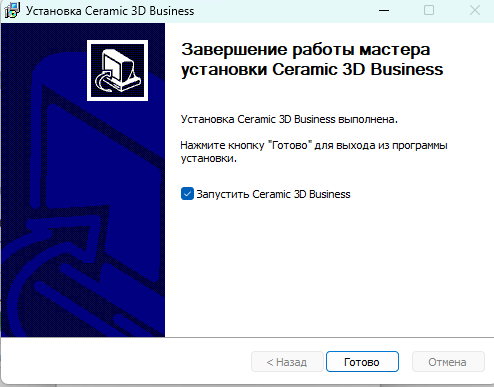 Установка Ceramic 3D Business
Завершение работы мастера
установки Ceramic 3D Business
Установка Ceramic 3D Business выполнена.
Нажмите кнопку "Готово" для выхода из программы
установки.
Запустить Ceramic 3D Business
< Назад
Готово
Отмена